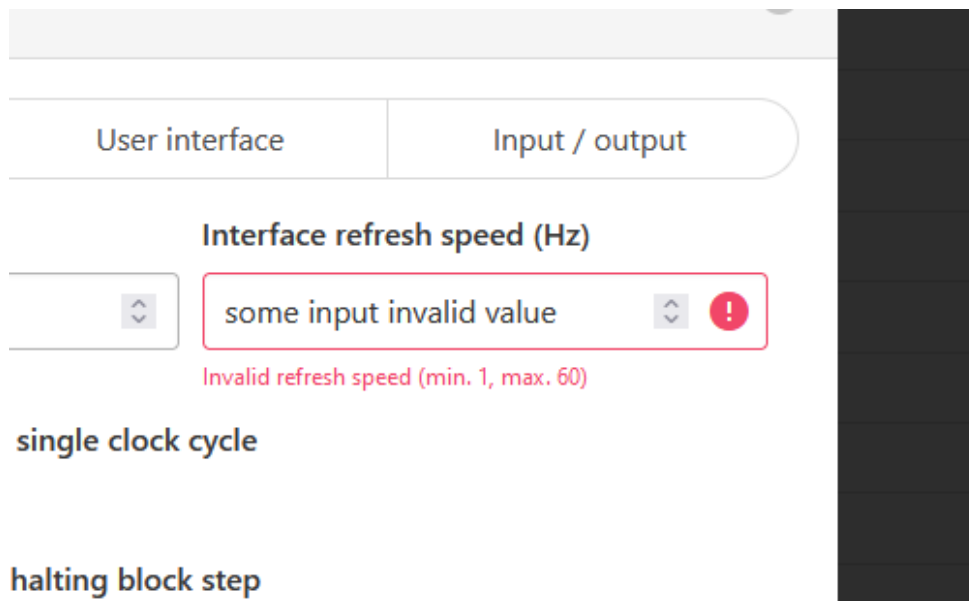 User interface
Input / output
Interface refresh speed (Hz)
some input invalid value
Invalid refresh speed (min. 1, max. 60)
single clock cycle
halting block step